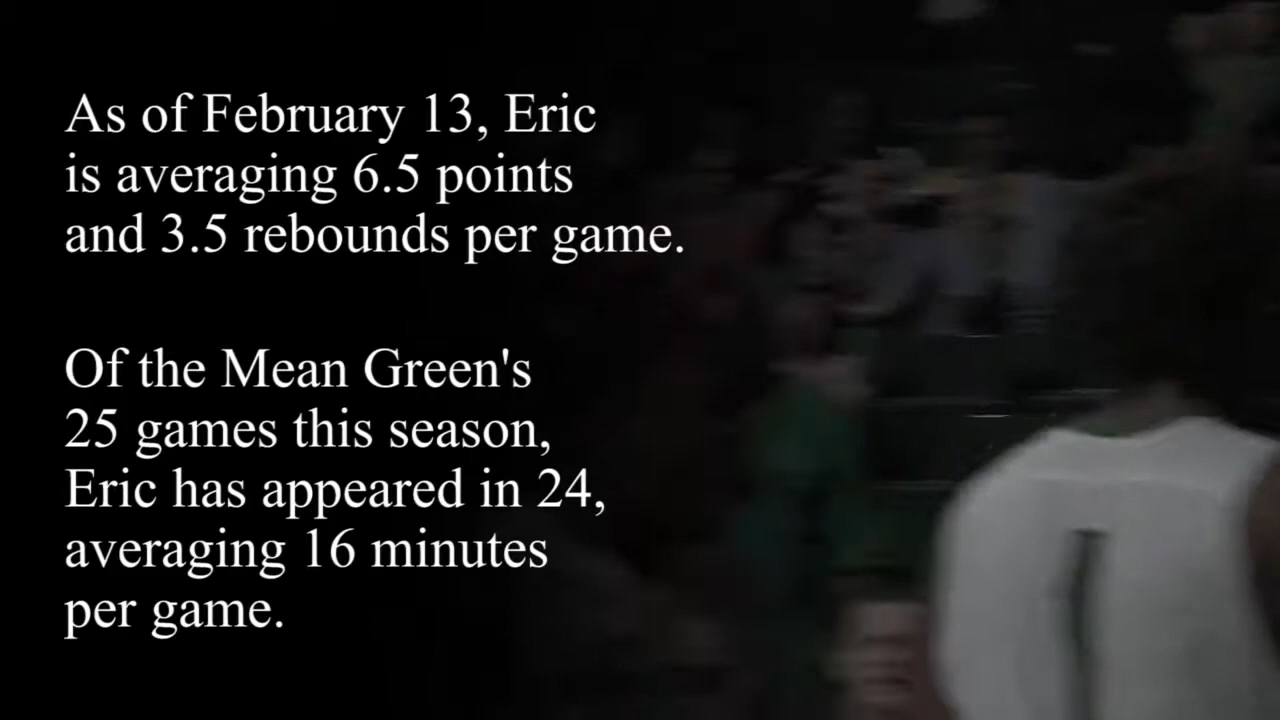 As of February 13, Eric
is averaging 6.5 points
and 3.5 rebounds per game.
Of the Mean Green's
25 games this season,
Eric has appeared in 24,
averaging 16 minutes
per game.
1